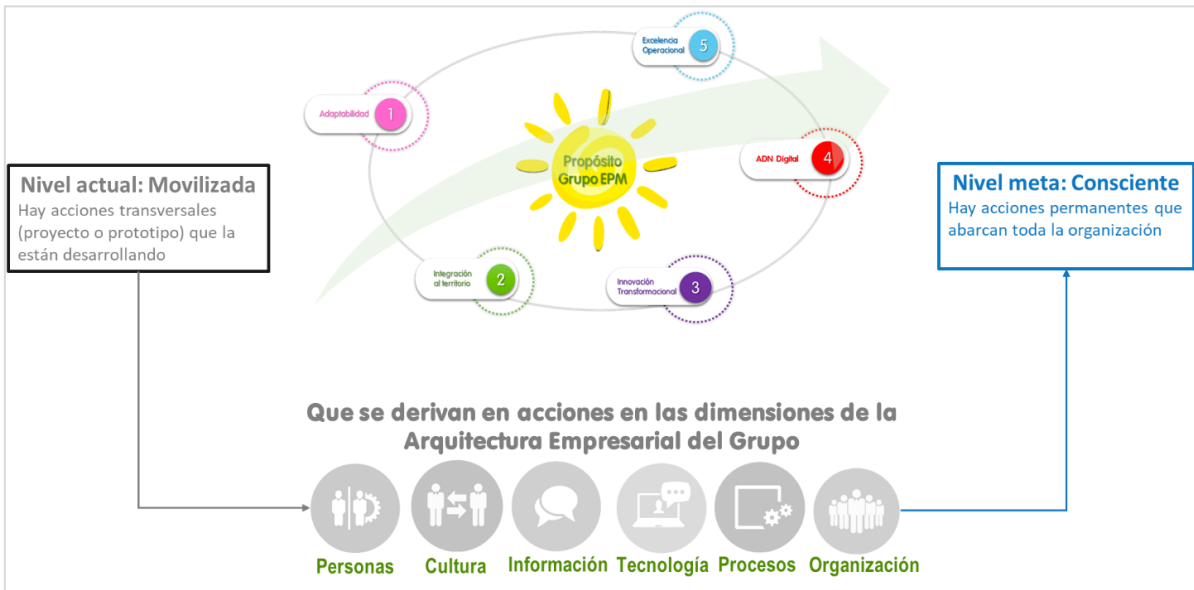 Excelencia
Operacional
5
Adaptabilidad
1
Propósito
Grupo EPM
ADN Digital
4
Nivel actual: Movilizada
Hay acciones transversales
(proyecto o prototipo) que la
están desarrollando
Nivel meta: Consciente
Hay acciones permanentes que
abarcan toda la organización
Integración
al territorio
2
Innovación
Transformacional
3
Que se derivan en acciones en las dimensiones de la
Arquitectura Empresarial del Grupo
Personas
Cultura
Información
Tecnología
Procesos
Organización